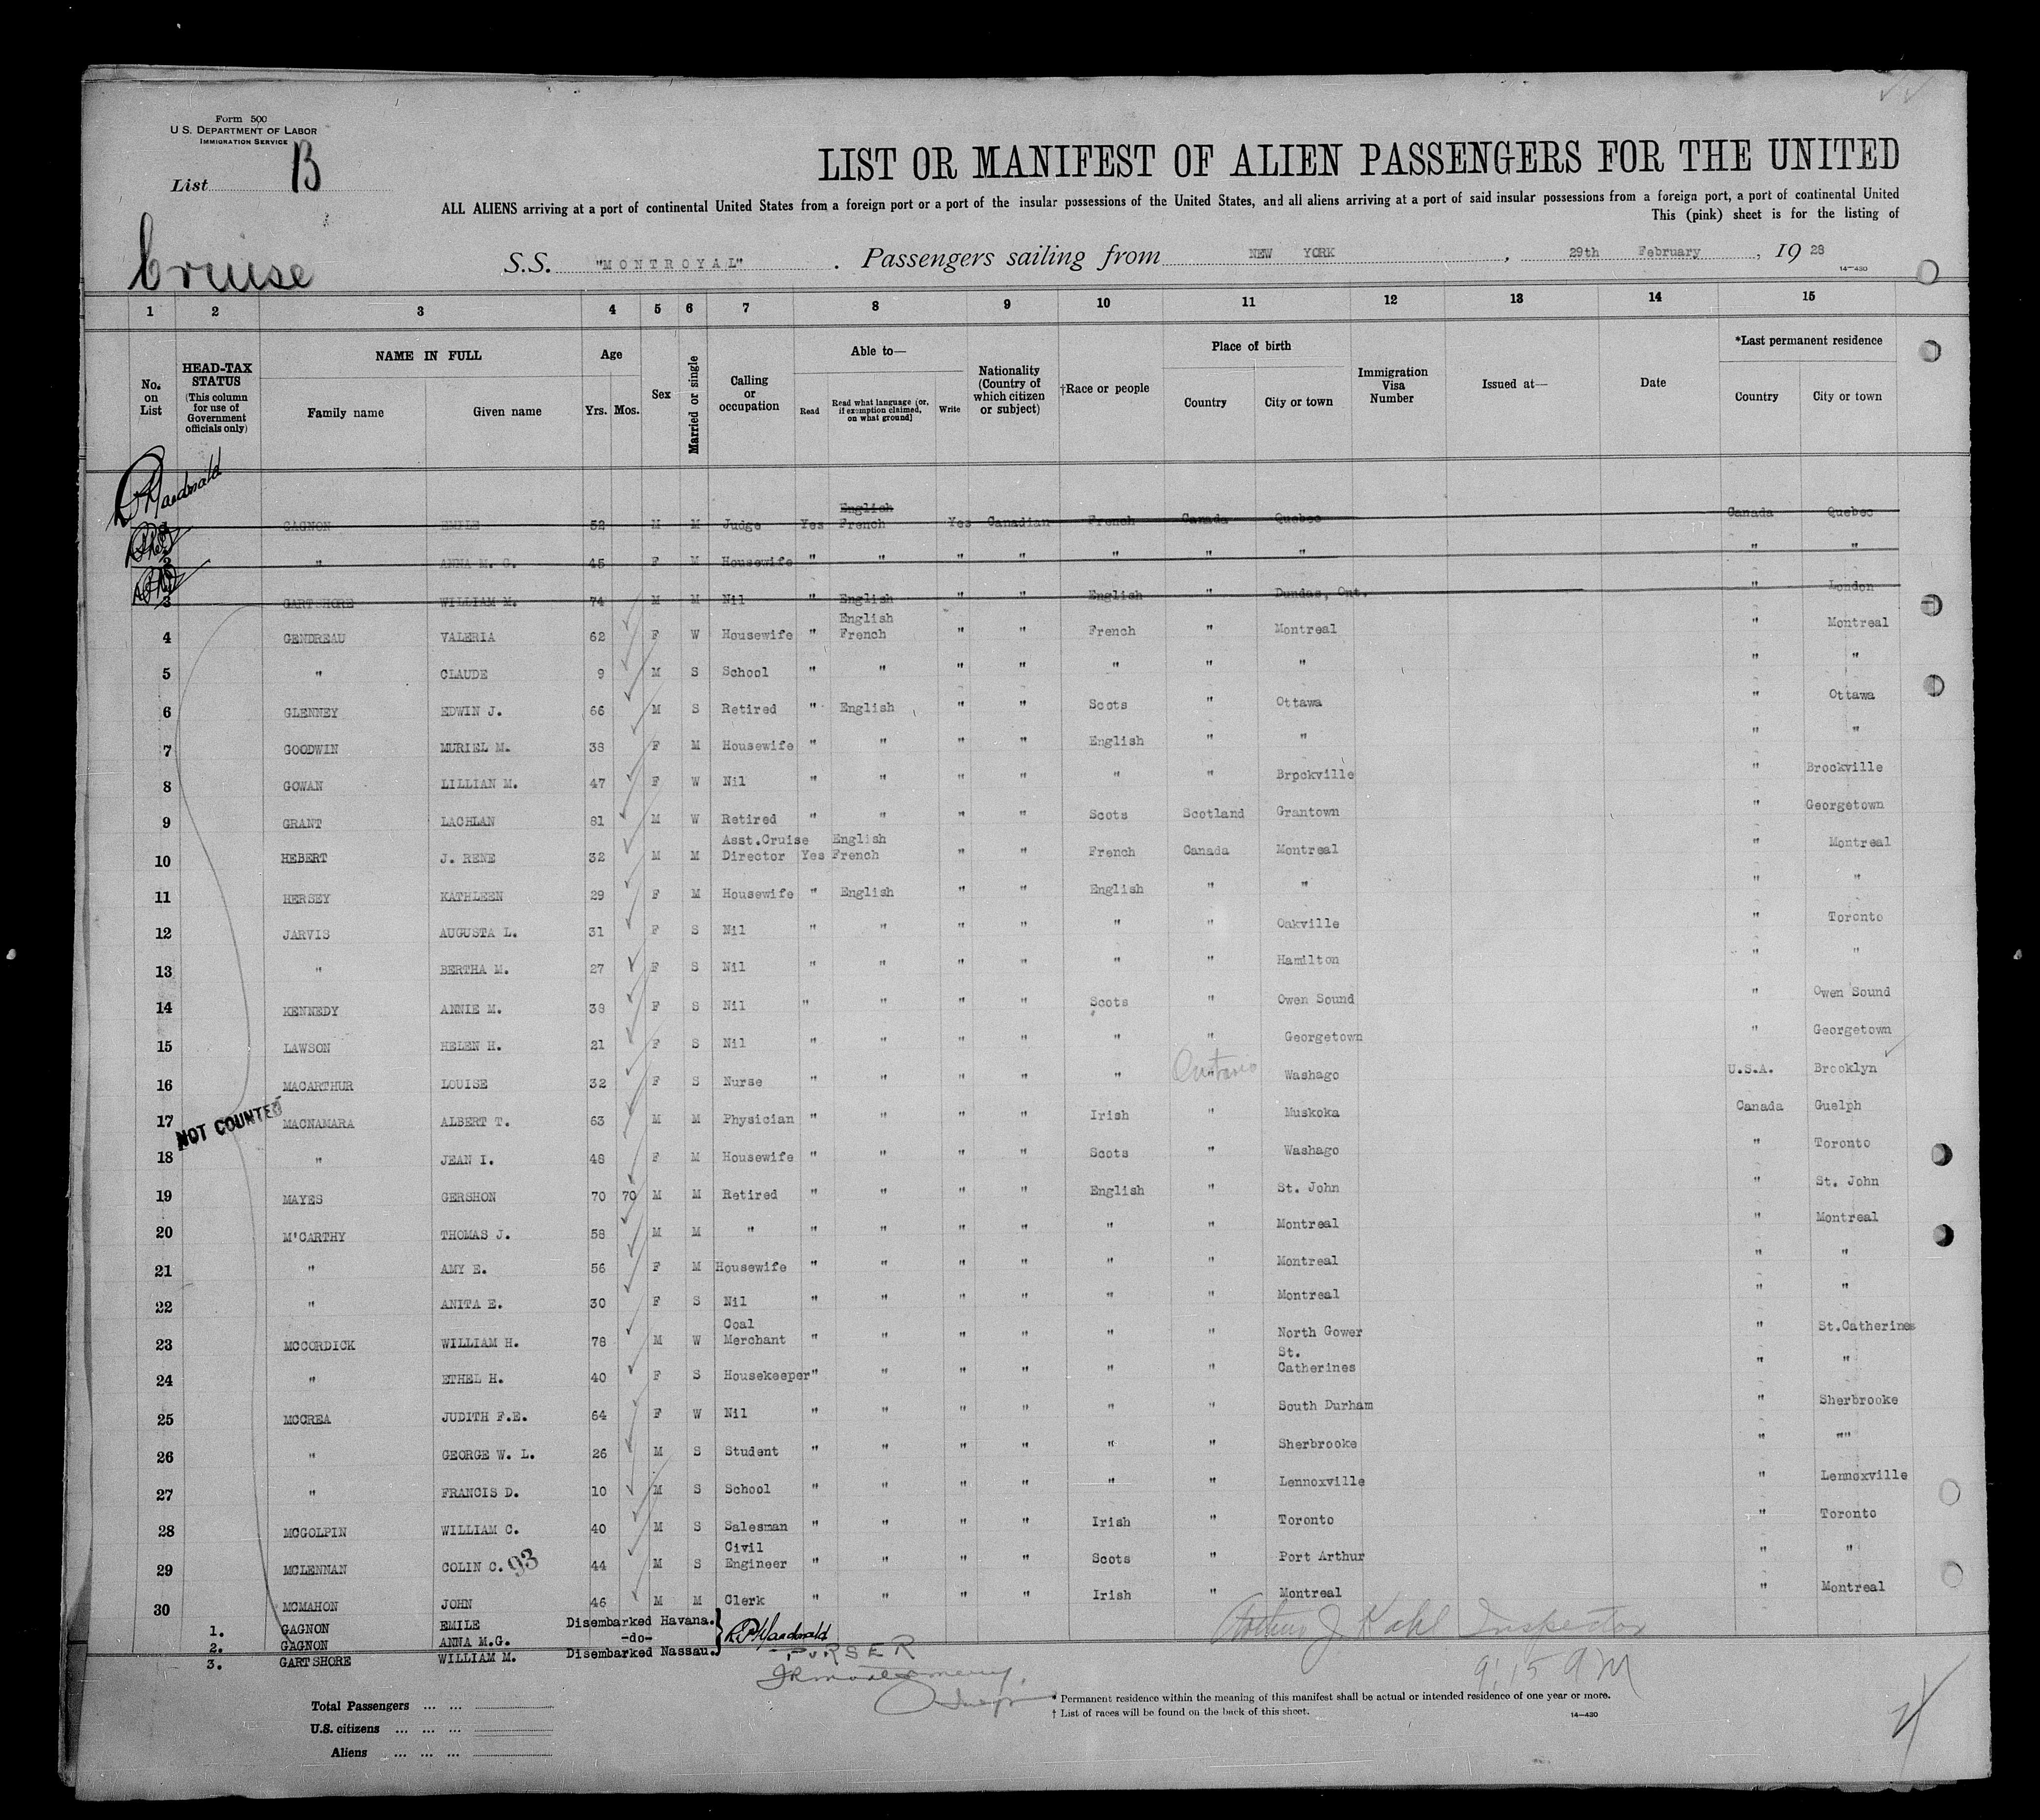 Form 500
U.S. DEPARTMENT OF LABOR
IMMIGRATION SERVICE
List B
Cruise
LIST OR MANIFEST OF ALIEN PASSENGERS FOR THE UNITED
ALL ALIENS arriving at a port of continental United States from a foreign port or a port of the insular possessions of the United States, and all aliens arriving at a port of said insular possessions from a foreign port, a port of continental United
This (pink) sheet is for the listing of
S.S. "MONTROYAL". Passengers sailing from NEW YORK, 29th February, 1928
14—430
1 2 3 4 5 6 7 8 9 10 11 12 13 14 15
No. on List
HEAD-TAX STATUS (This column for use of Government officials only)
NAME IN FULL Family name Given name
Age Yrs. Mos.
Sex
Married or single
Calling or occupation
Able to— Read Read what language [or, if exemption claimed, on what ground] Write
Nationality (Country of which citizen or subject)
†Race or people
Place of birth Country City or town
Immigration Visa Number
Issued at—
Date
*Last permanent residence Country City or town
1 GAGNON EMILE 52 M M Judge Yes English French Yes Canadian French Canada Quebec Canada Quebec
2 " ANNA M. G. 45 F M Housewife " " " " " " " " "
3 GARTSHORE WILLIAM M. 74 M M Nil " English " " English " Dundas, Ont. " London
4 GENDREAU VALERIA 62 F W Housewife " English French " " French " Montreal " Montreal
5 " CLAUDE 9 M S School " " " " " " " " "
6 GLENNEY EDWIN J. 66 M S Retired " English " " Scots " Ottawa " Ottawa
7 GOODWIN MURIEL M. 38 F M Housewife " " " " English " " " "
8 GOWAN LILLIAN M. 47 F W Nil " " " " " " Brpckville " Brockville
9 GRANT LACHLAN 81 M W Retired " " " " Scots Scotland Grantown " Georgetown
10 HEBERT J. RENE 32 M M Asst.Cruise Director Yes English French " " French Canada Montreal " Montreal
11 HERSEY KATHLEEN 29 F M Housewife " English " " English " " " "
12 JARVIS AUGUSTA L. 31 F S Nil " " " " " " Oakville " Toronto
13 " BERTHA M. 27 F S Nil " " " " " " Hamilton " "
14 KENNEDY ANNIE M. 38 F S Nil " " " " Scots " Owen Sound " Owen Sound
15 LAWSON HELEN H. 21 F S Nil " " " " " " Georgetown " Georgetown
16 MACARTHUR LOUISE 32 F S Nurse " " " " " " Ontario Washago U.S.A. Brooklyn
17 MACNAMARA ALBERT T. 63 M M Physician " " " " Irish " Muskoka Canada Guelph
NOT COUNTED
18 " JEAN I. 48 F M Housewife " " " " Scots " Washago " Toronto
19 MAYES GERSHON 70 70 M M Retired " " " " English " St. John " St. John
20 M'CARTHY THOMAS J. 58 M M " " " " " " " Montreal " Montreal
21 " AMY E. 56 F M Housewife " " " " " " Montreal " "
22 " ANITA E. 30 F S Nil " " " " " " Montreal " "
23 MCCORDICK WILLIAM H. 78 M W Coal Merchant " " " " " " North Gower " St.Catherines
24 " ETHEL H. 40 F S Housekeeper " " " " " " St. Catherines " "
25 MCCREA JUDITH F.E. 64 F W Nil " " " " " " South Durham " Sherbrooke
26 " GEORGE W. L. 26 M S Student " " " " " " Sherbrooke " ""
27 " FRANCIS D. 10 M S School " " " " " " Lennoxville " Lennoxville
28 MCGOLPIN WILLIAM C. 40 M S Salesman " " " " Irish " Toronto " Toronto
29 MCLENNAN COLIN C. 93 44 M S Civil Engineer " " " " Scots " Port Arthur " "
30 MCMAHON JOHN 46 M M Clerk " " " " Irish " Montreal " Montreal
1. GAGNON EMILE Disembarked Havana.
2. GAGNON ANNA M.G. -do-
3. GARTSHORE WILLIAM M. Disembarked Nassau.
PURSER
Inspector
9:15 AM
Total Passengers
U.S. citizens
Aliens
* Permanent residence within the meaning of this manifest shall be actual or intended residence of one year or more.
† List of races will be found on the back of this sheet.
14—430